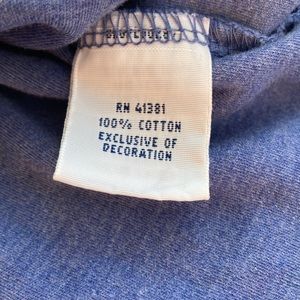 RN 41381
100% COTTON
EXCLUSIVE OF
DECORATION